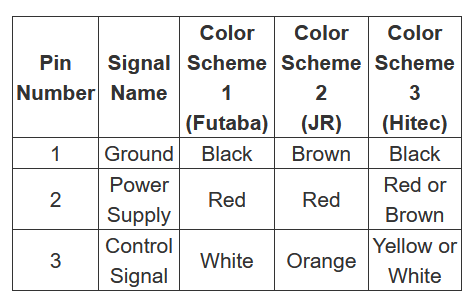 Pin Number Signal Name Color Scheme 1 (Futaba) Color Scheme 2 (JR) Color Scheme 3 (Hitec)
1 Ground Black Brown Black
2 Power Supply Red Red Red or Brown
3 Control Signal White Orange Yellow or White